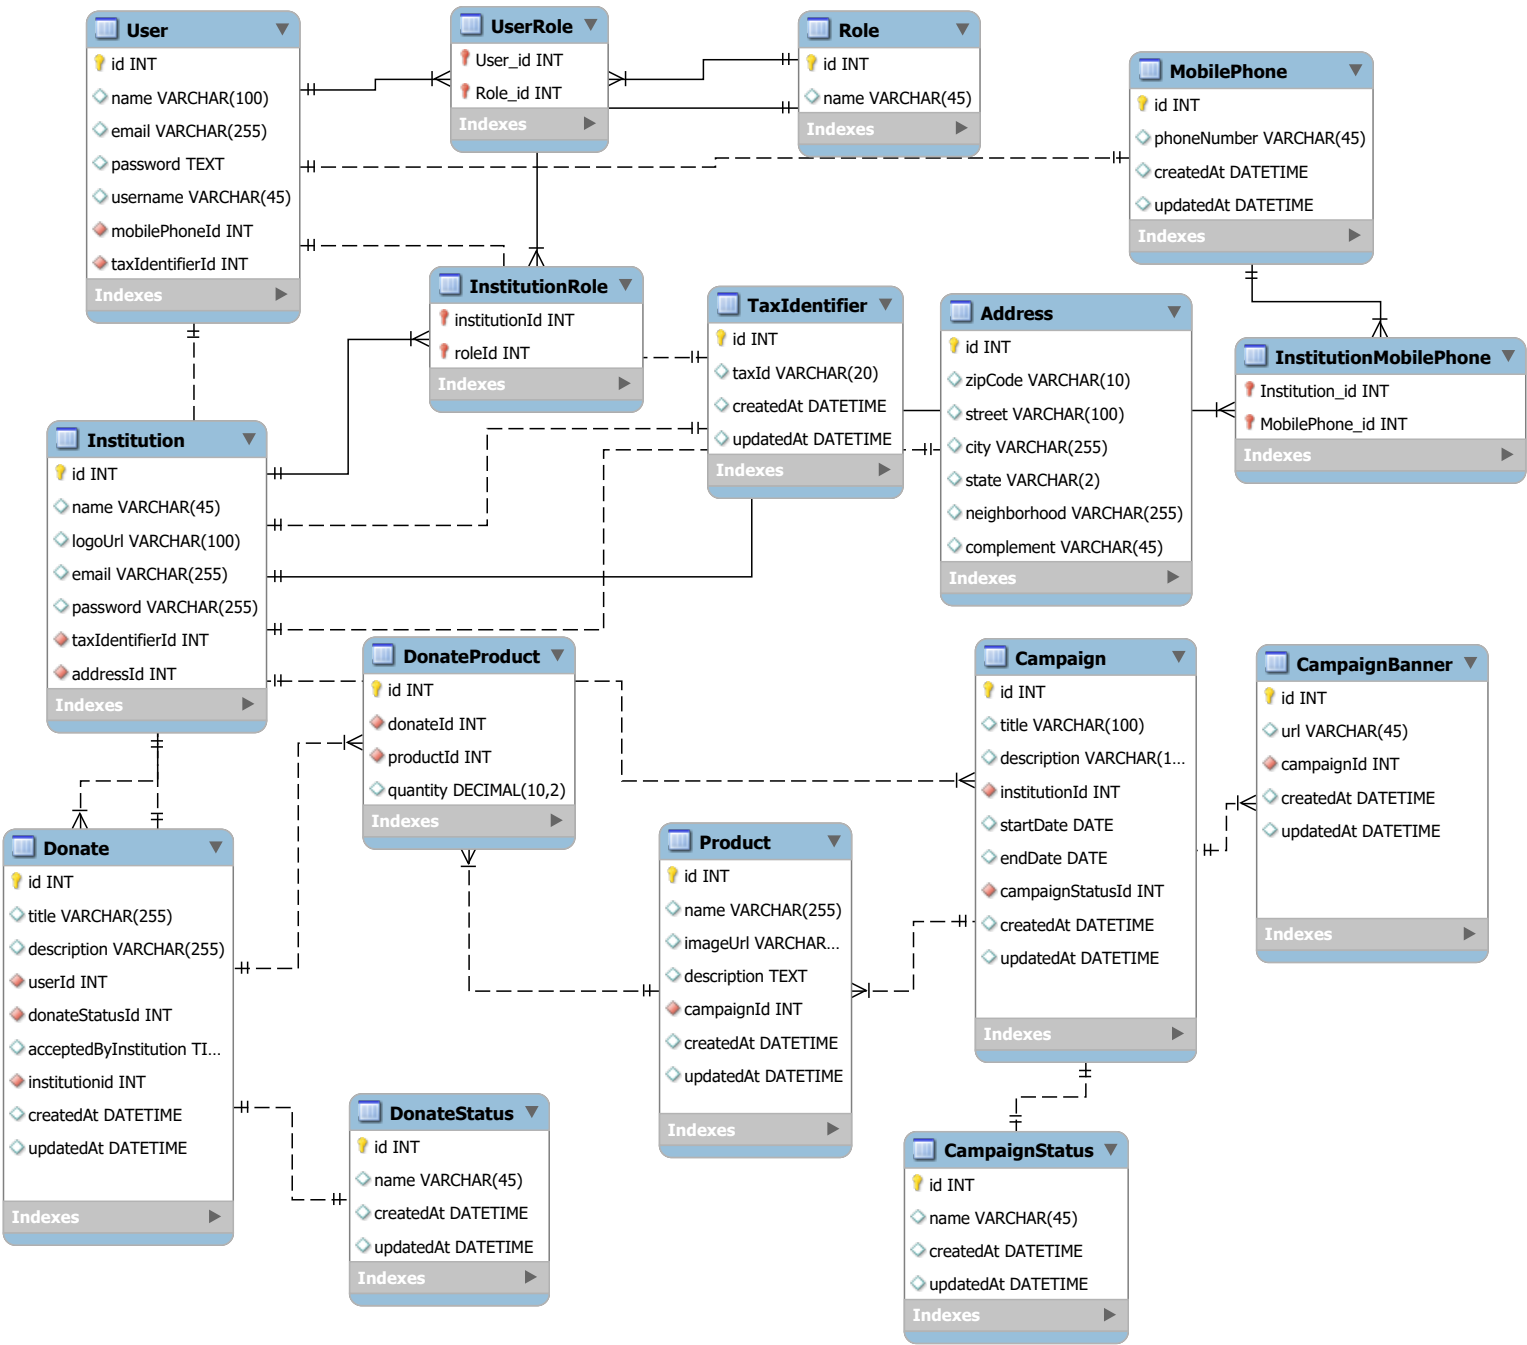 User
id INT
name VARCHAR(100)
email VARCHAR(255)
password TEXT
username VARCHAR(45)
mobilePhoneId INT
taxIdentifierId INT
Indexes
UserRole
User_id INT
Role_id INT
Indexes
Role
id INT
name VARCHAR(45)
Indexes
MobilePhone
id INT
phoneNumber VARCHAR(45)
createdAt DATETIME
updatedAt DATETIME
Indexes
InstitutionRole
institutionId INT
roleId INT
Indexes
TaxIdentifier
id INT
taxId VARCHAR(20)
createdAt DATETIME
updatedAt DATETIME
Indexes
Address
id INT
zipCode VARCHAR(10)
street VARCHAR(100)
city VARCHAR(255)
state VARCHAR(2)
neighborhood VARCHAR(255)
complement VARCHAR(45)
Indexes
InstitutionMobilePhone
Institution_id INT
MobilePhone_id INT
Indexes
Institution
id INT
name VARCHAR(45)
logoUrl VARCHAR(100)
email VARCHAR(255)
password VARCHAR(255)
taxIdentifierId INT
addressId INT
Indexes
DonateProduct
id INT
donateId INT
productId INT
quantity DECIMAL(10,2)
Indexes
Campaign
id INT
title VARCHAR(100)
description VARCHAR(1...
institutionId INT
startDate DATE
endDate DATE
campaignStatusId INT
createdAt DATETIME
updatedAt DATETIME
Indexes
CampaignBanner
id INT
url VARCHAR(45)
campaignId INT
createdAt DATETIME
updatedAt DATETIME
Indexes
Donate
id INT
title VARCHAR(255)
description VARCHAR(255)
userId INT
donateStatusId INT
acceptedByInstitution TI...
institutionid INT
createdAt DATETIME
updatedAt DATETIME
Indexes
Product
id INT
name VARCHAR(255)
imageUrl VARCHAR...
description TEXT
campaignId INT
createdAt DATETIME
updatedAt DATETIME
Indexes
DonateStatus
id INT
name VARCHAR(45)
createdAt DATETIME
updatedAt DATETIME
Indexes
CampaignStatus
id INT
name VARCHAR(45)
createdAt DATETIME
updatedAt DATETIME
Indexes